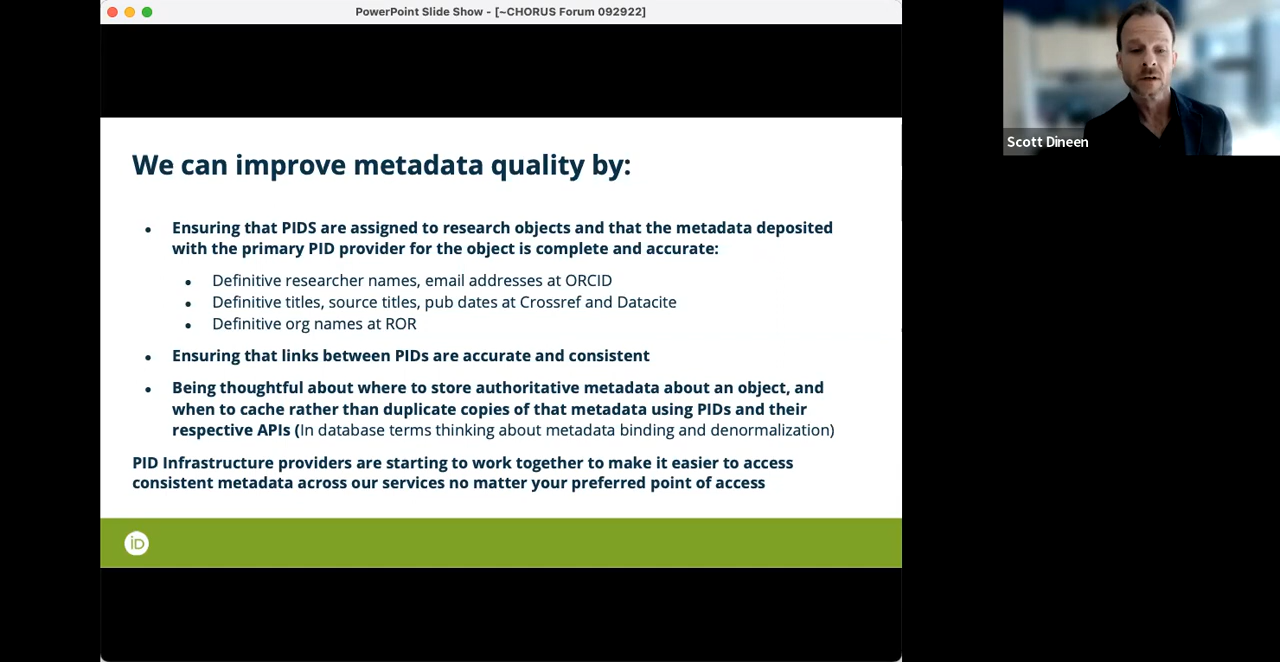 PowerPoint Slide Show - [~CHORUS Forum 092922]
We can improve metadata quality by:
• Ensuring that PIDS are assigned to research objects and that the metadata deposited
with the primary PID provider for the object is complete and accurate:
• Definitive researcher names, email addresses at ORCID
• Definitive titles, source titles, pub dates at Crossref and Datacite
• Definitive org names at ROR
• Ensuring that links between PIDs are accurate and consistent
• Being thoughtful about where to store authoritative metadata about an object, and
when to cache rather than duplicate copies of that metadata using PIDs and their
respective APIs (In database terms thinking about metadata binding and denormalization)
PID Infrastructure providers are starting to work together to make it easier to access
consistent metadata across our services no matter your preferred point of access
iD
Scott Dineen